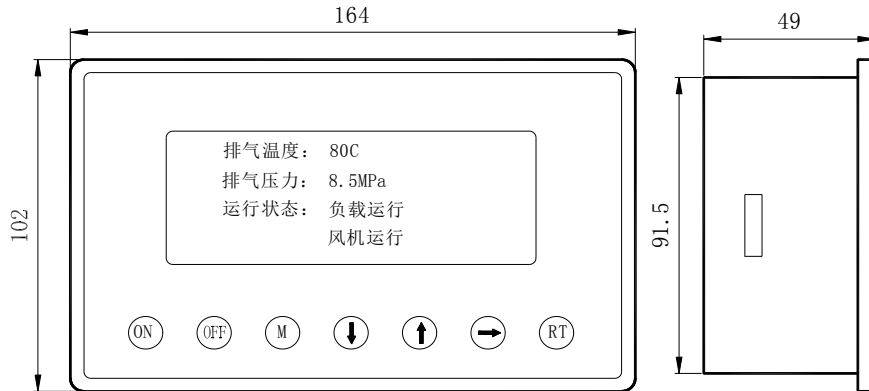 164
49
102
91.5
排气温度： 80C
排气压力： 8.5MPa
运行状态： 负载运行
风机运行
ON OFF M RT